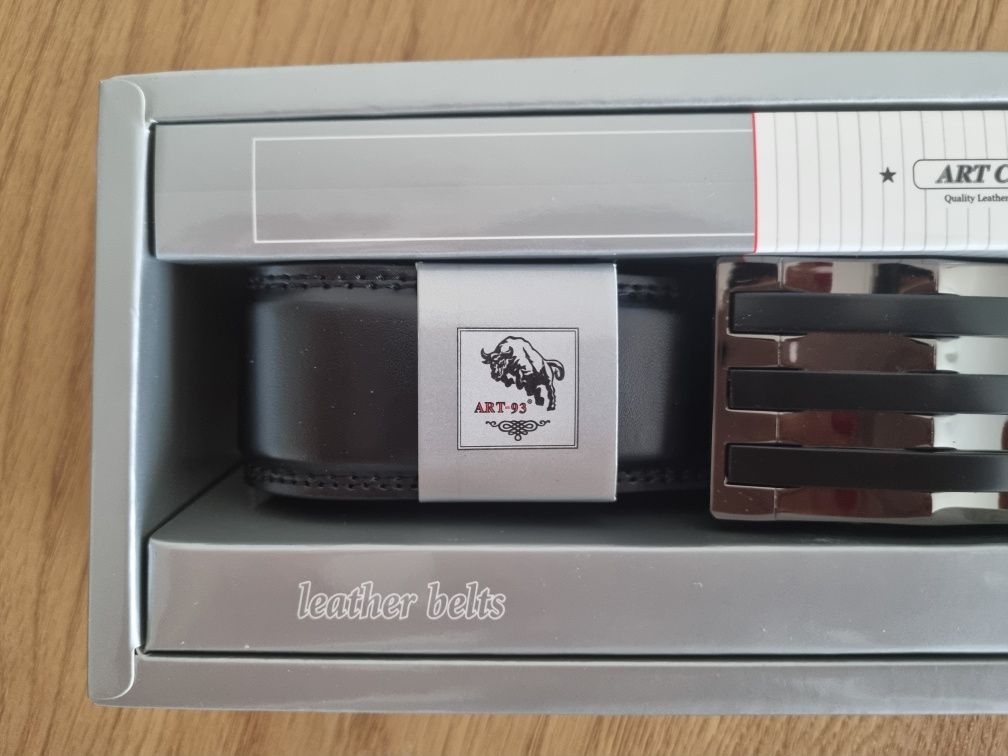 ART C
Quality Leather
ART-93
leather belts